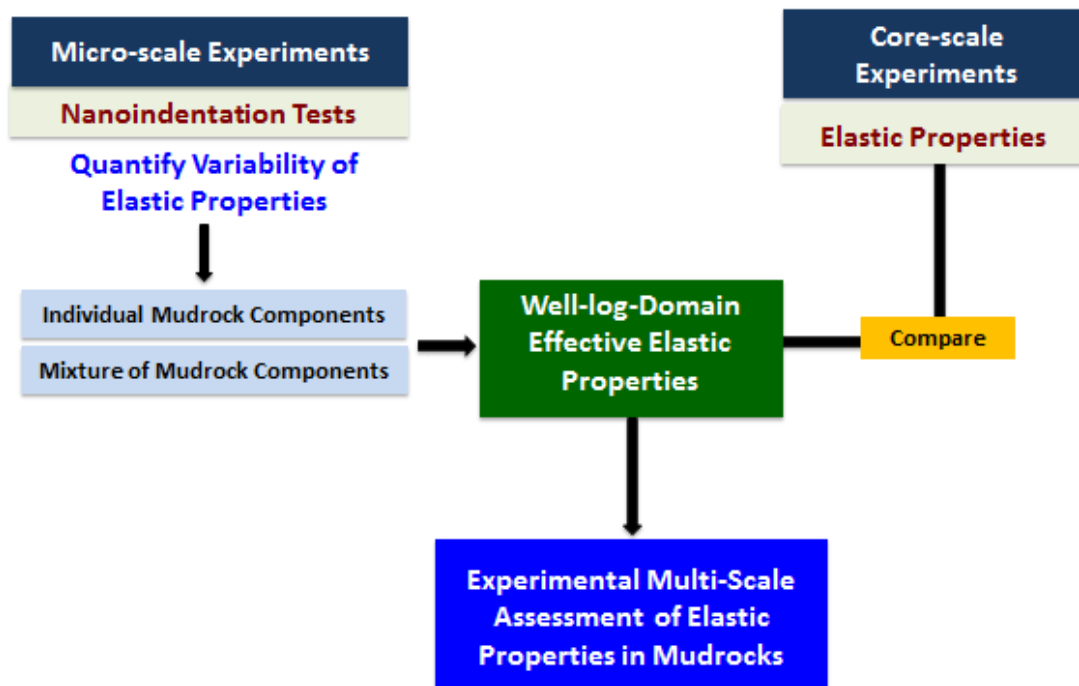 Micro-scale Experiments
Nanoindentation Tests
Quantify Variability of
Elastic Properties
Individual Mudrock Components
Mixture of Mudrock Components
Well-log-Domain
Effective Elastic
Properties
Core-scale
Experiments
Elastic Properties
Compare
Experimental Multi-Scale
Assessment of Elastic
Properties in Mudrocks